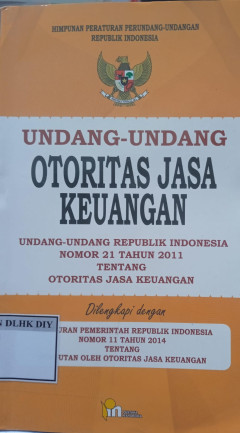 HIMPUNAN PERATURAN PERUNDANG-UNDANGAN
REPUBLIK INDONESIA
UNDANG-UNDANG
OTORITAS JASA
KEUANGAN
UNDANG-UNDANG REPUBLIK INDONESIA
NOMOR 21 TAHUN 2011
TENTANG
OTORITAS JASA KEUANGAN
Dilengkapi dengan
URAN PEMERINTAH REPUBLIK INDONESIA
NOMOR 11 TAHUN 2014
TENTANG
UTAN OLEH OTORITAS JASA KEUANGAN
N DLHK DIY